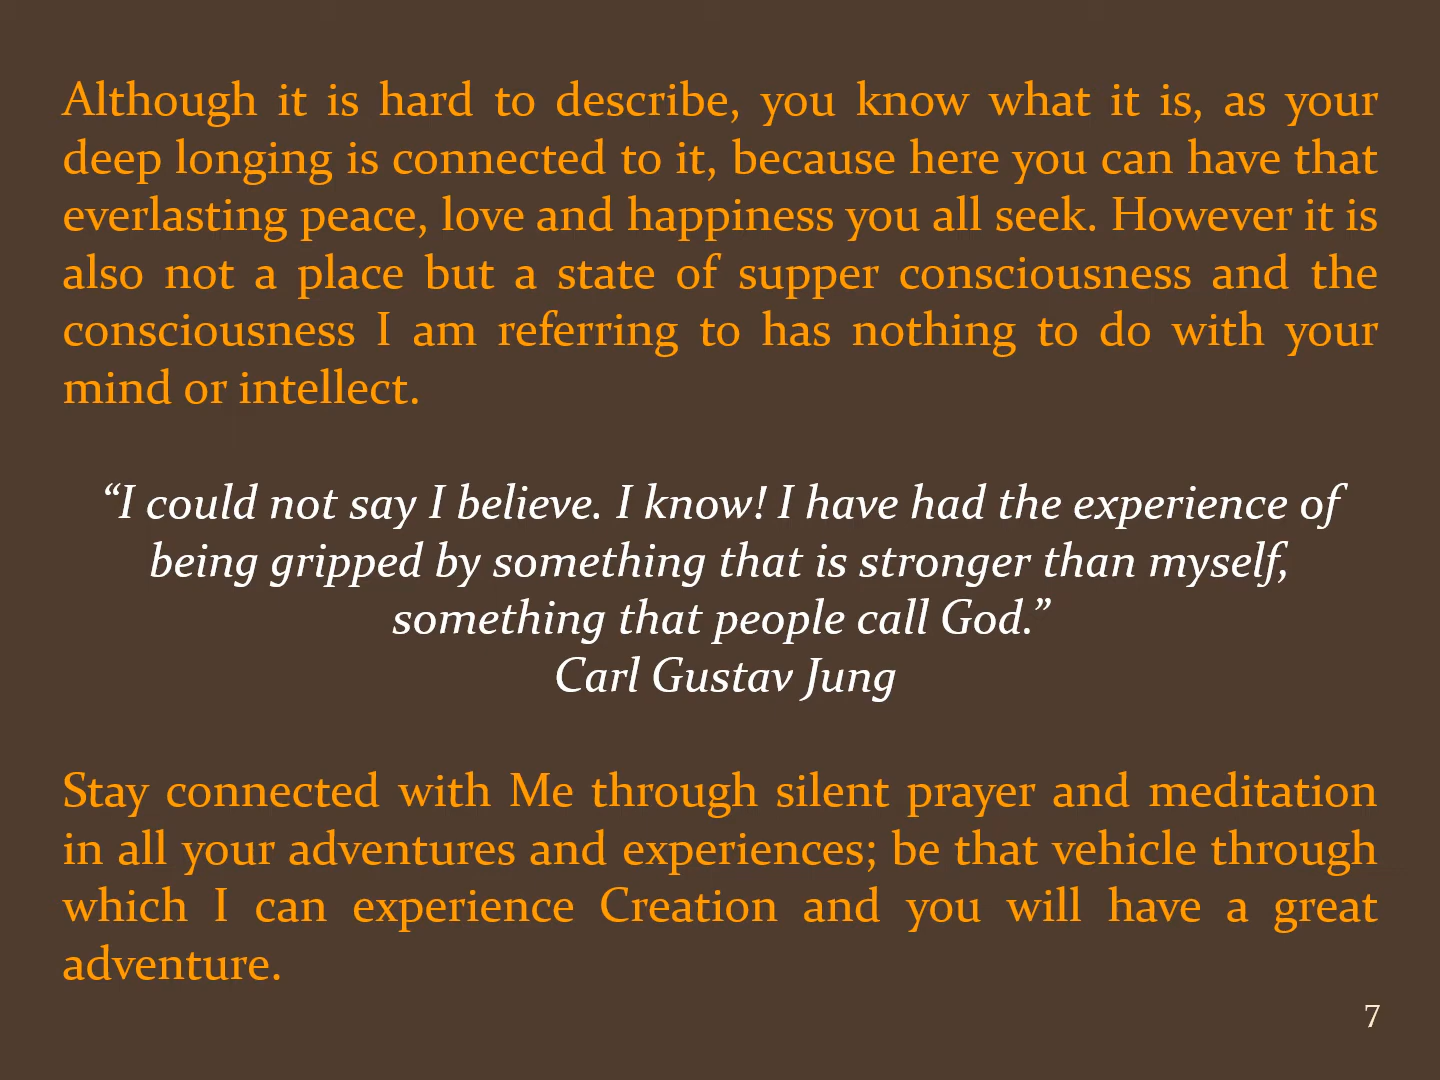 Although it is hard to describe, you know what it is, as your
deep longing is connected to it, because here you can have that
everlasting peace, love and happiness you all seek. However it is
also not a place but a state of supper consciousness and the
consciousness I am referring to has nothing to do with your
mind or intellect.
“I could not say I believe. I know! I have had the experience of
being gripped by something that is stronger than myself,
something that people call God.”
Carl Gustav Jung
Stay connected with Me through silent prayer and meditation
in all your adventures and experiences; be that vehicle through
which I can experience Creation and you will have a great
adventure.
7